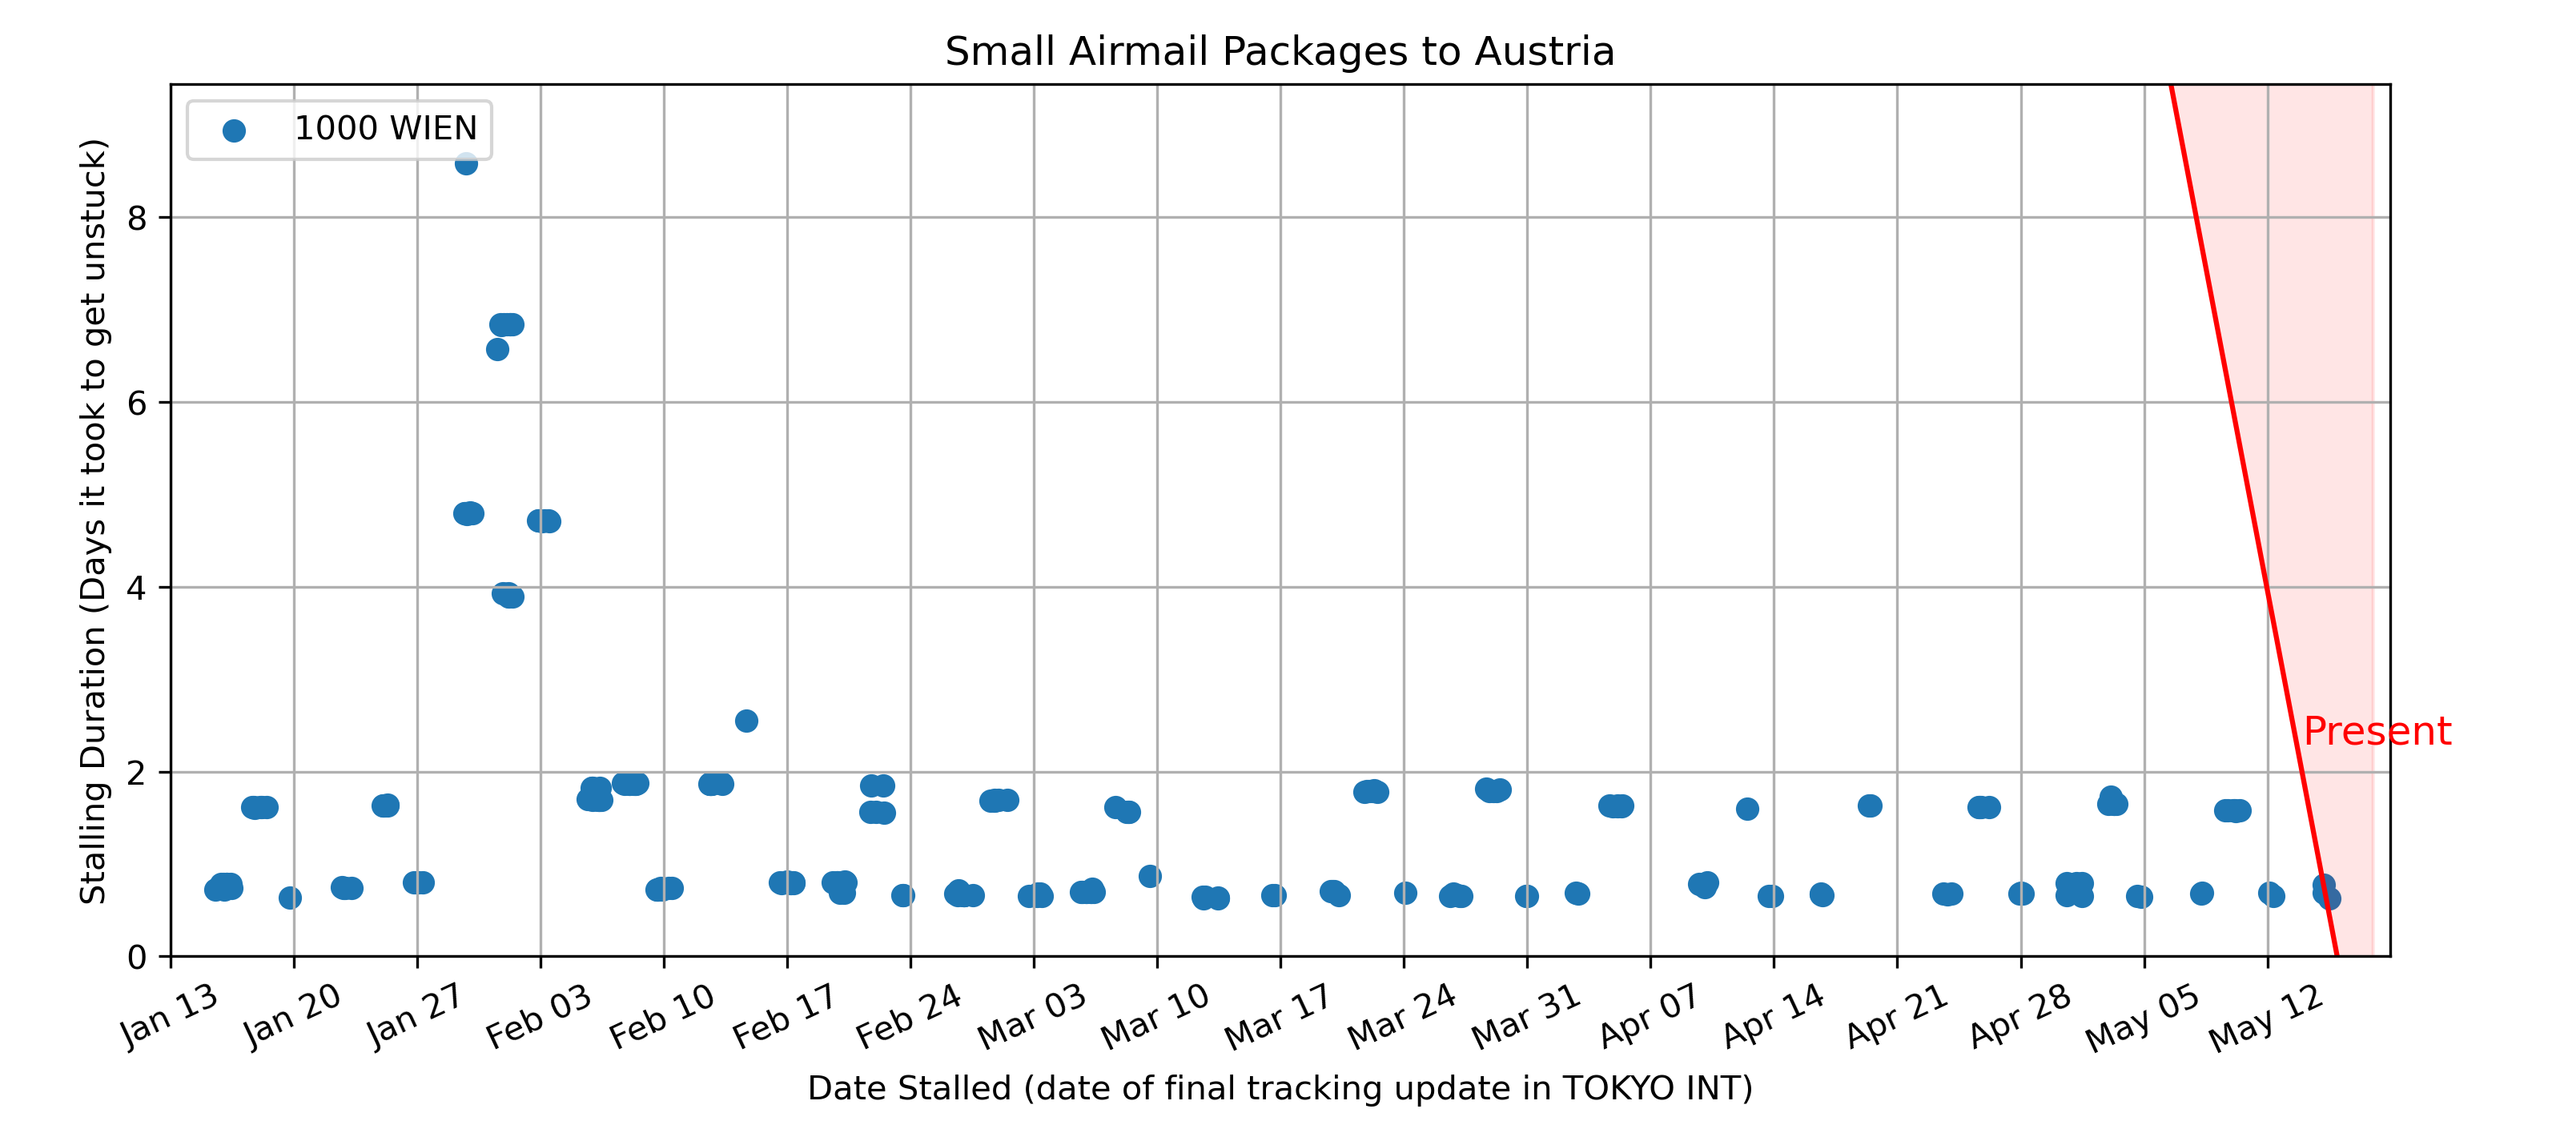 Small Airmail Packages to Austria
1000 WIEN
Stalling Duration (Days it took to get unstuck)
8
6
4
2
0
Present
Jan 13
Jan 20
Jan 27
Feb 03
Feb 10
Feb 17
Feb 24
Mar 03
Mar 10
Mar 17
Mar 24
Mar 31
Apr 07
Apr 14
Apr 21
Apr 28
May 05
May 12
Date Stalled (date of final tracking update in TOKYO INT)